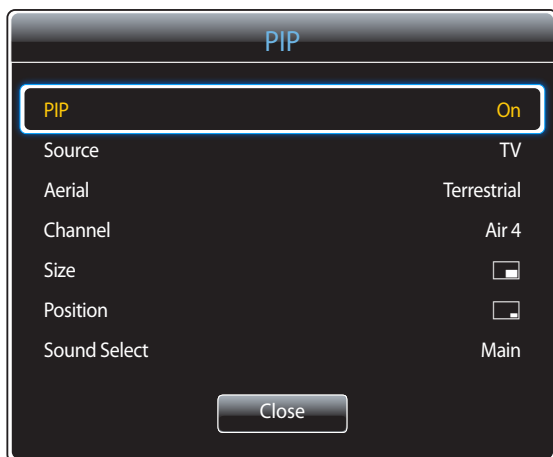 PIP
PIP On
Source TV
Aerial Terrestrial
Channel Air 4
Size
Position
Sound Select Main
Close